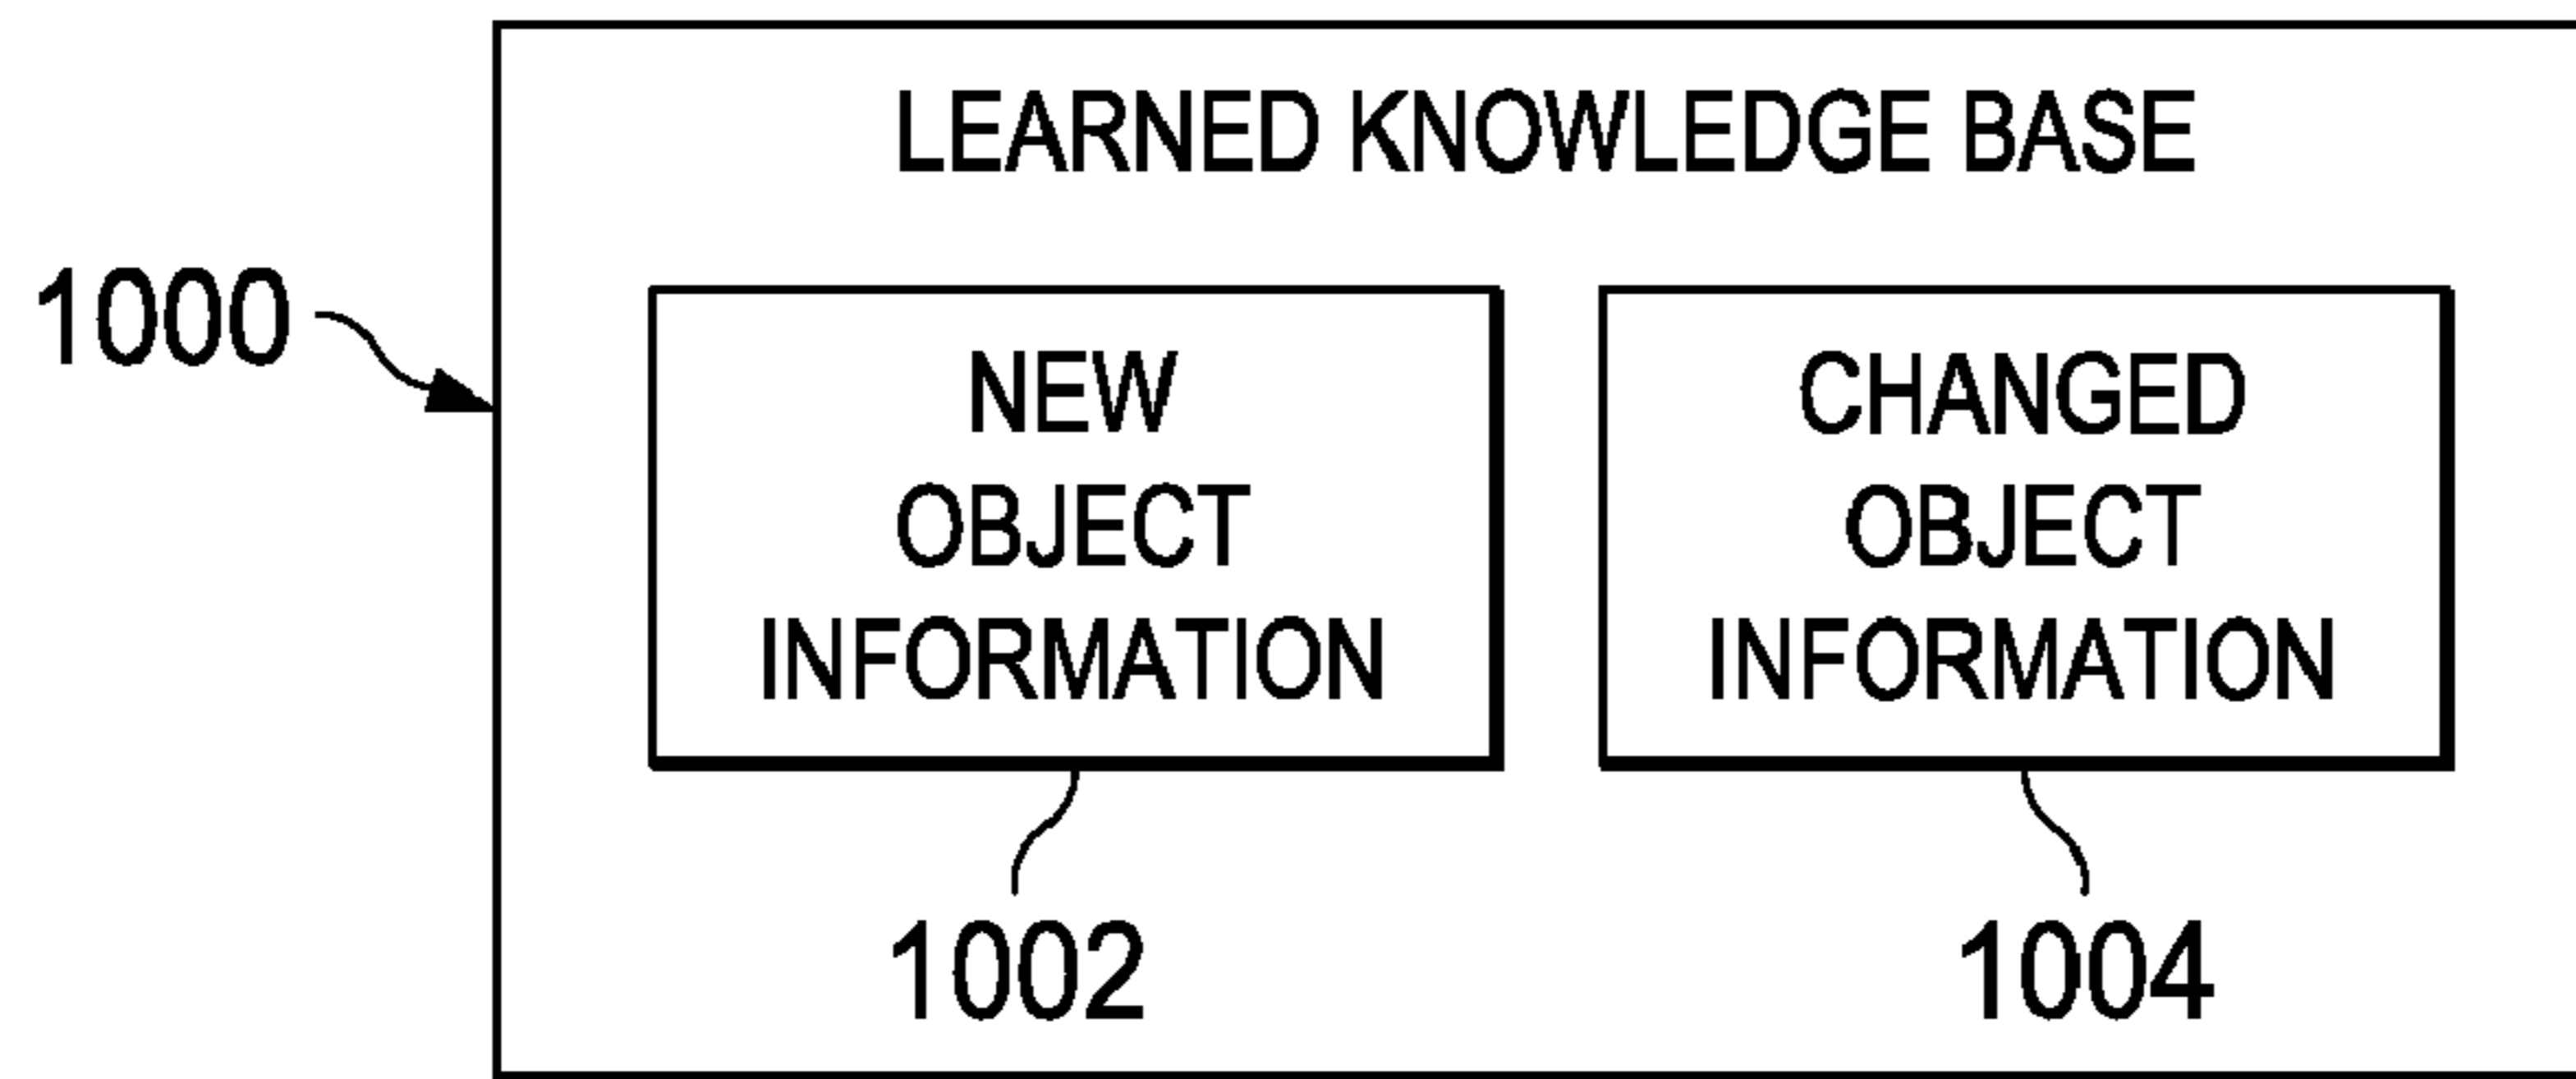 LEARNED KNOWLEDGE BASE
1000
NEW
OBJECT
INFORMATION
CHANGED
OBJECT
INFORMATION
1002
1004